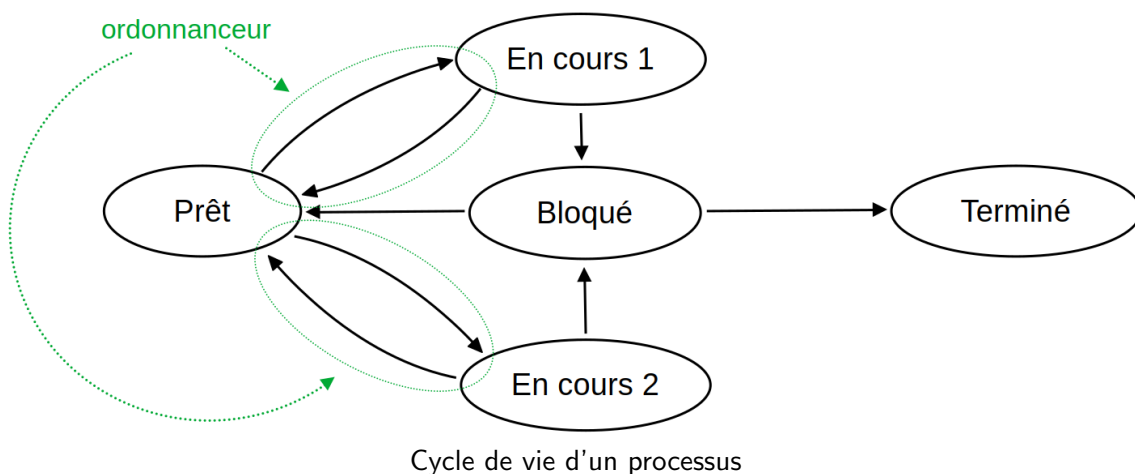 ordonnanceur
En cours 1
Prêt
Bloqué
Terminé
En cours 2
Cycle de vie d'un processus